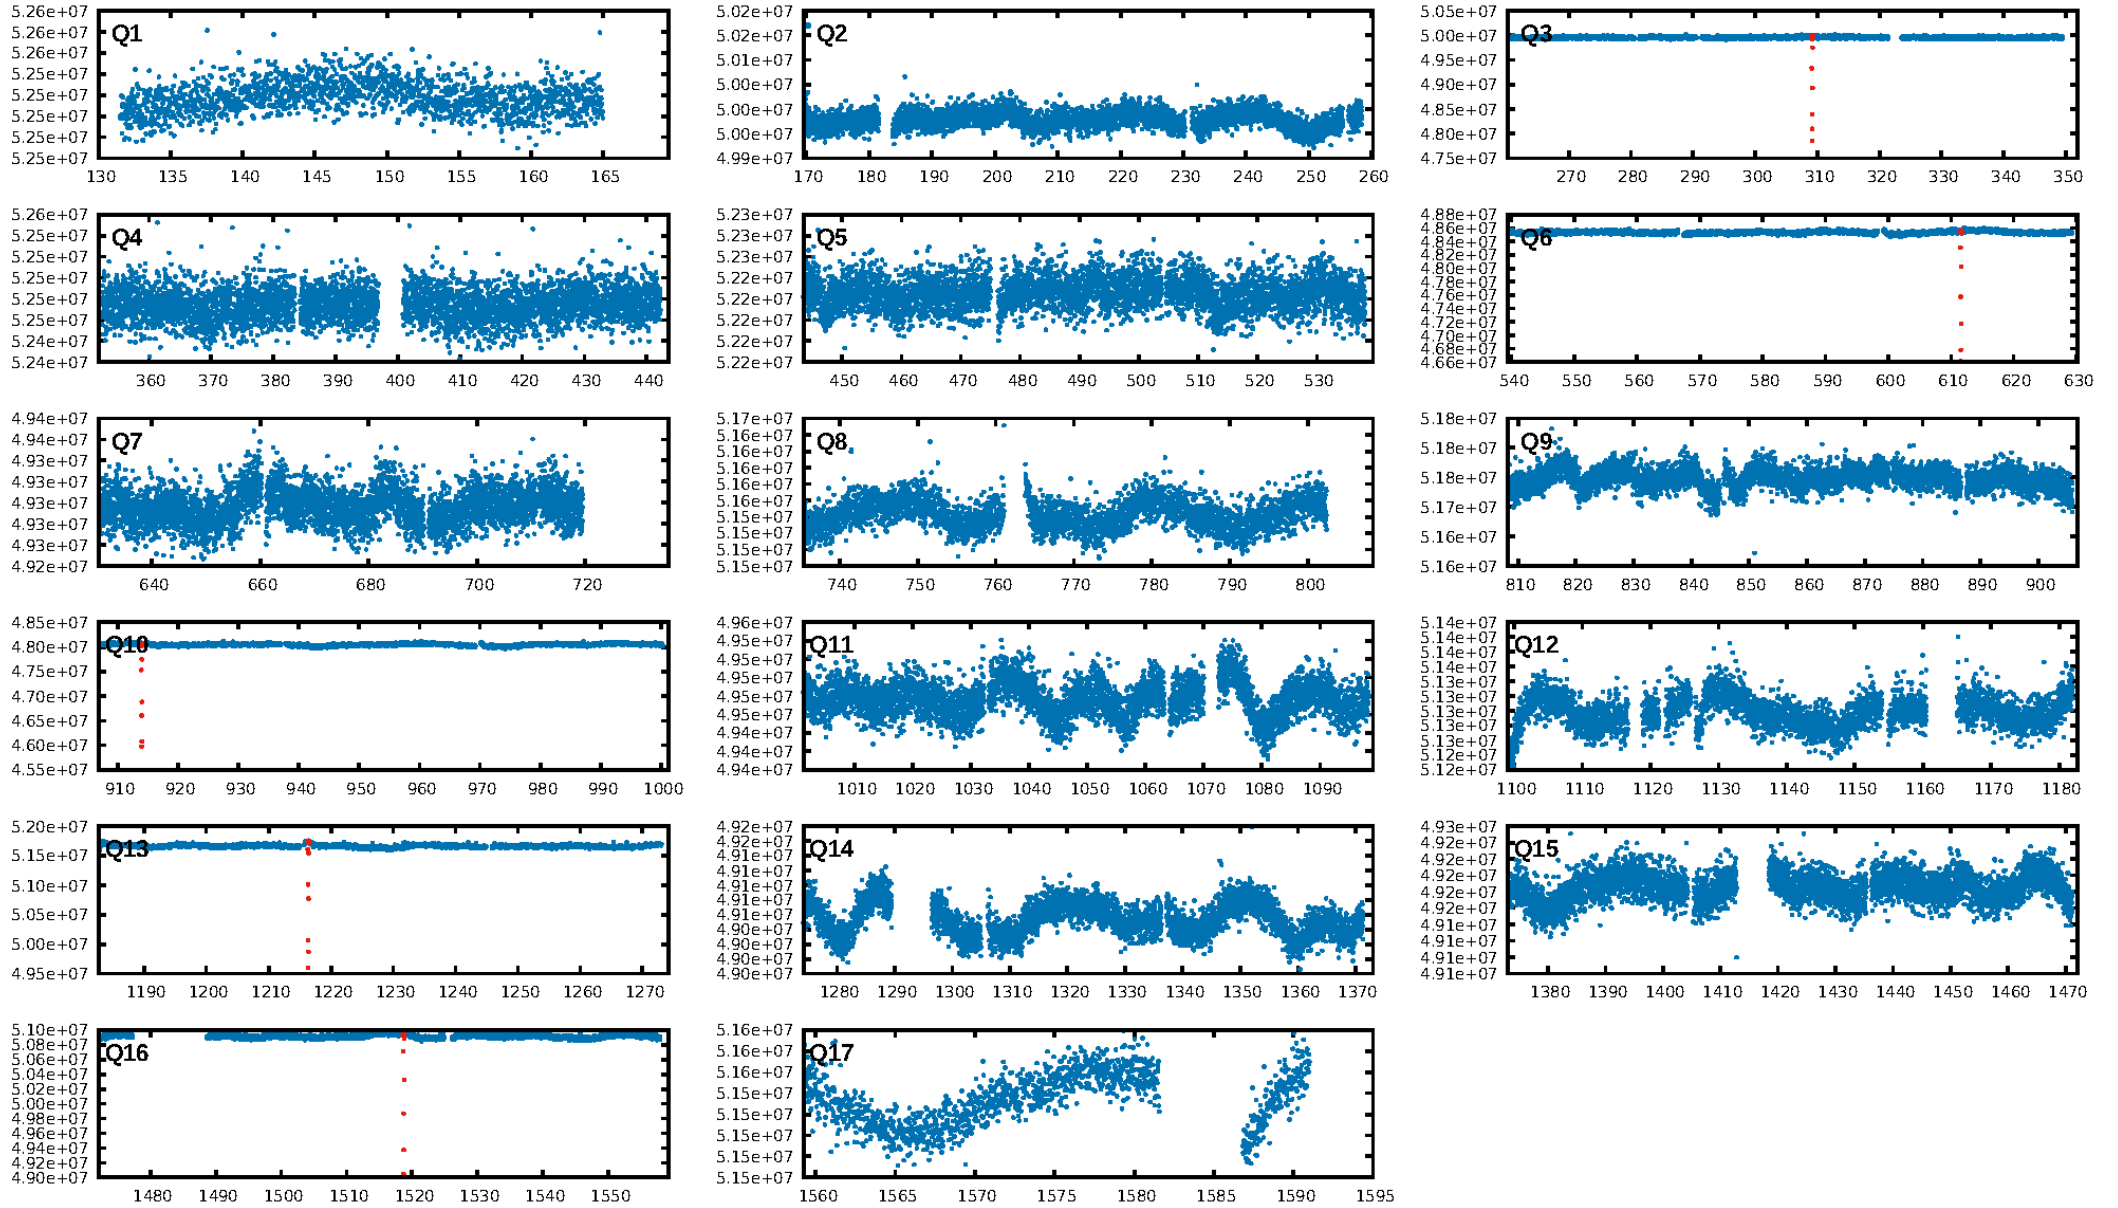 Q1
5.26e+07
5.26e+07
5.26e+07
5.25e+07
5.25e+07
5.25e+07
5.25e+07
5.25e+07
130 135 140 145 150 155 160 165
Q2
5.02e+07
5.02e+07
5.01e+07
5.00e+07
5.00e+07
5.00e+07
4.99e+07
170 180 190 200 210 220 230 240 250 260
Q3
5.05e+07
5.00e+07
4.95e+07
4.90e+07
4.85e+07
4.80e+07
4.75e+07
270 280 290 300 310 320 330 340 350
Q4
5.26e+07
5.25e+07
5.25e+07
5.25e+07
5.25e+07
5.25e+07
5.24e+07
5.24e+07
360 370 380 390 400 410 420 430 440
Q5
5.23e+07
5.23e+07
5.23e+07
5.22e+07
5.22e+07
5.22e+07
5.22e+07
5.22e+07
450 460 470 480 490 500 510 520 530
Q6
4.88e+07
4.86e+07
4.84e+07
4.82e+07
4.80e+07
4.78e+07
4.76e+07
4.74e+07
4.72e+07
4.70e+07
4.68e+07
4.66e+07
540 550 560 570 580 590 600 610 620 630
Q7
4.94e+07
4.94e+07
4.93e+07
4.93e+07
4.93e+07
4.93e+07
4.93e+07
4.92e+07
640 660 680 700 720
Q8
5.17e+07
5.16e+07
5.16e+07
5.16e+07
5.16e+07
5.16e+07
5.15e+07
5.15e+07
5.15e+07
5.15e+07
740 750 760 770 780 790 800
Q9
5.18e+07
5.18e+07
5.18e+07
5.17e+07
5.16e+07
5.16e+07
810 820 830 840 850 860 870 880 890 900
Q10
4.85e+07
4.80e+07
4.75e+07
4.70e+07
4.65e+07
4.60e+07
4.55e+07
910 920 930 940 950 960 970 980 990 1000
Q11
4.96e+07
4.95e+07
4.95e+07
4.95e+07
4.95e+07
4.95e+07
4.94e+07
4.94e+07
4.94e+07
1010 1020 1030 1040 1050 1060 1070 1080 1090
Q12
5.14e+07
5.14e+07
5.14e+07
5.14e+07
5.13e+07
5.13e+07
5.13e+07
5.13e+07
5.13e+07
5.12e+07
5.12e+07
1100 1110 1120 1130 1140 1150 1160 1170 1180
Q13
5.20e+07
5.15e+07
5.10e+07
5.05e+07
5.00e+07
4.95e+07
1190 1200 1210 1220 1230 1240 1250 1260 1270
Q14
4.92e+07
4.92e+07
4.91e+07
4.91e+07
4.91e+07
4.91e+07
4.91e+07
4.90e+07
4.90e+07
4.90e+07
4.90e+07
1280 1290 1300 1310 1320 1330 1340 1350 1360 1370
Q15
4.93e+07
4.92e+07
4.92e+07
4.92e+07
4.92e+07
4.92e+07
4.92e+07
4.91e+07
4.91e+07
4.91e+07
1380 1390 1400 1410 1420 1430 1440 1450 1460 1470
Q16
5.10e+07
5.08e+07
5.06e+07
5.04e+07
5.02e+07
5.00e+07
4.98e+07
4.96e+07
4.94e+07
4.92e+07
4.90e+07
1480 1490 1500 1510 1520 1530 1540 1550
Q17
5.16e+07
5.16e+07
5.16e+07
5.15e+07
5.15e+07
5.15e+07
5.15e+07
5.15e+07
1560 1565 1570 1575 1580 1585 1590 1595